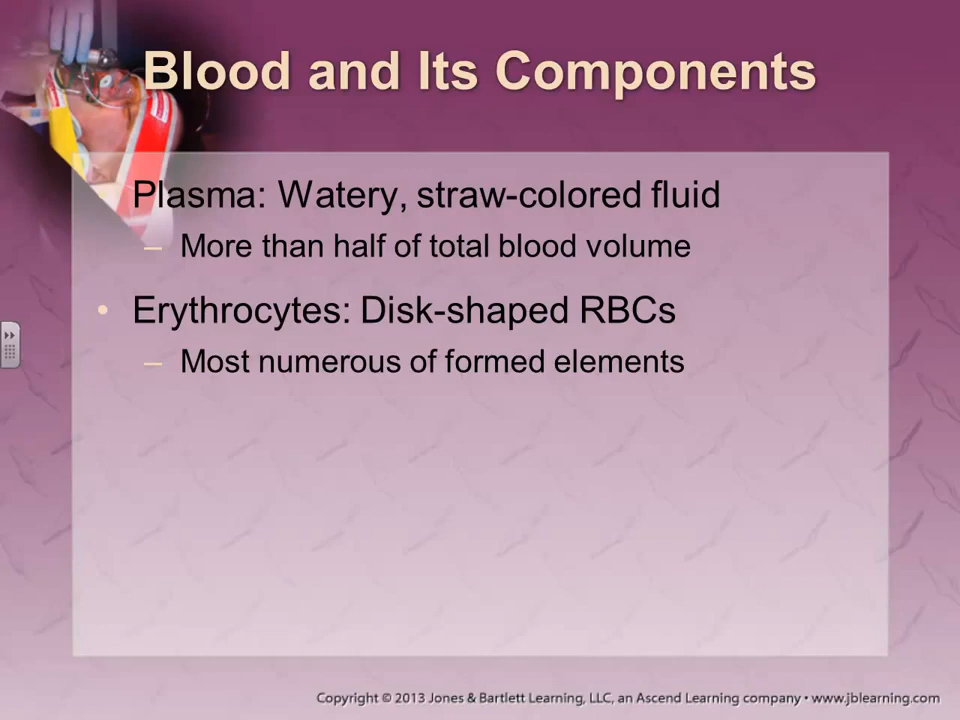 Blood and Its Components
Plasma: Watery, straw-colored fluid
– More than half of total blood volume
• Erythrocytes: Disk-shaped RBCs
– Most numerous of formed elements
Copyright © 2013 Jones & Bartlett Learning, LLC, an Ascend Learning company • www.jblearning.com